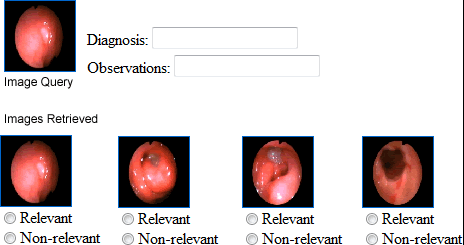 Diagnosis:
Observations:
Image Query
Images Retrieved
Relevant Relevant Relevant Relevant
Non-relevant Non-relevant Non-relevant Non-relevant